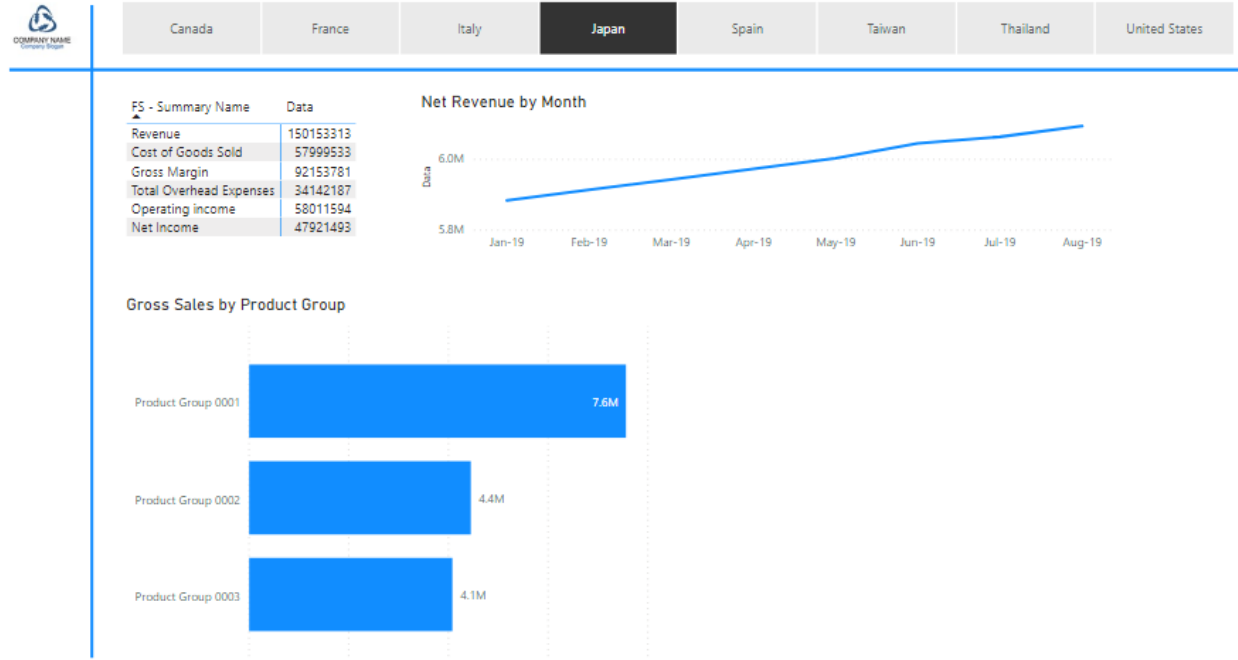 COMPANY NAME
Company Slogan
Canada
France
Italy
Japan
Spain
Taiwan
Thailand
United States
FS - Summary Name Data
Revenue 150153313
Cost of Goods Sold 57999533
Gross Margin 92153781
Total Overhead Expenses 34142187
Operating income 58011594
Net Income 47921493
Net Revenue by Month
Data
6.0M
5.8M
Jan-19 Feb-19 Mar-19 Apr-19 May-19 Jun-19 Jul-19 Aug-19
Gross Sales by Product Group
Product Group 0001 7.6M
Product Group 0002 4.4M
Product Group 0003 4.1M